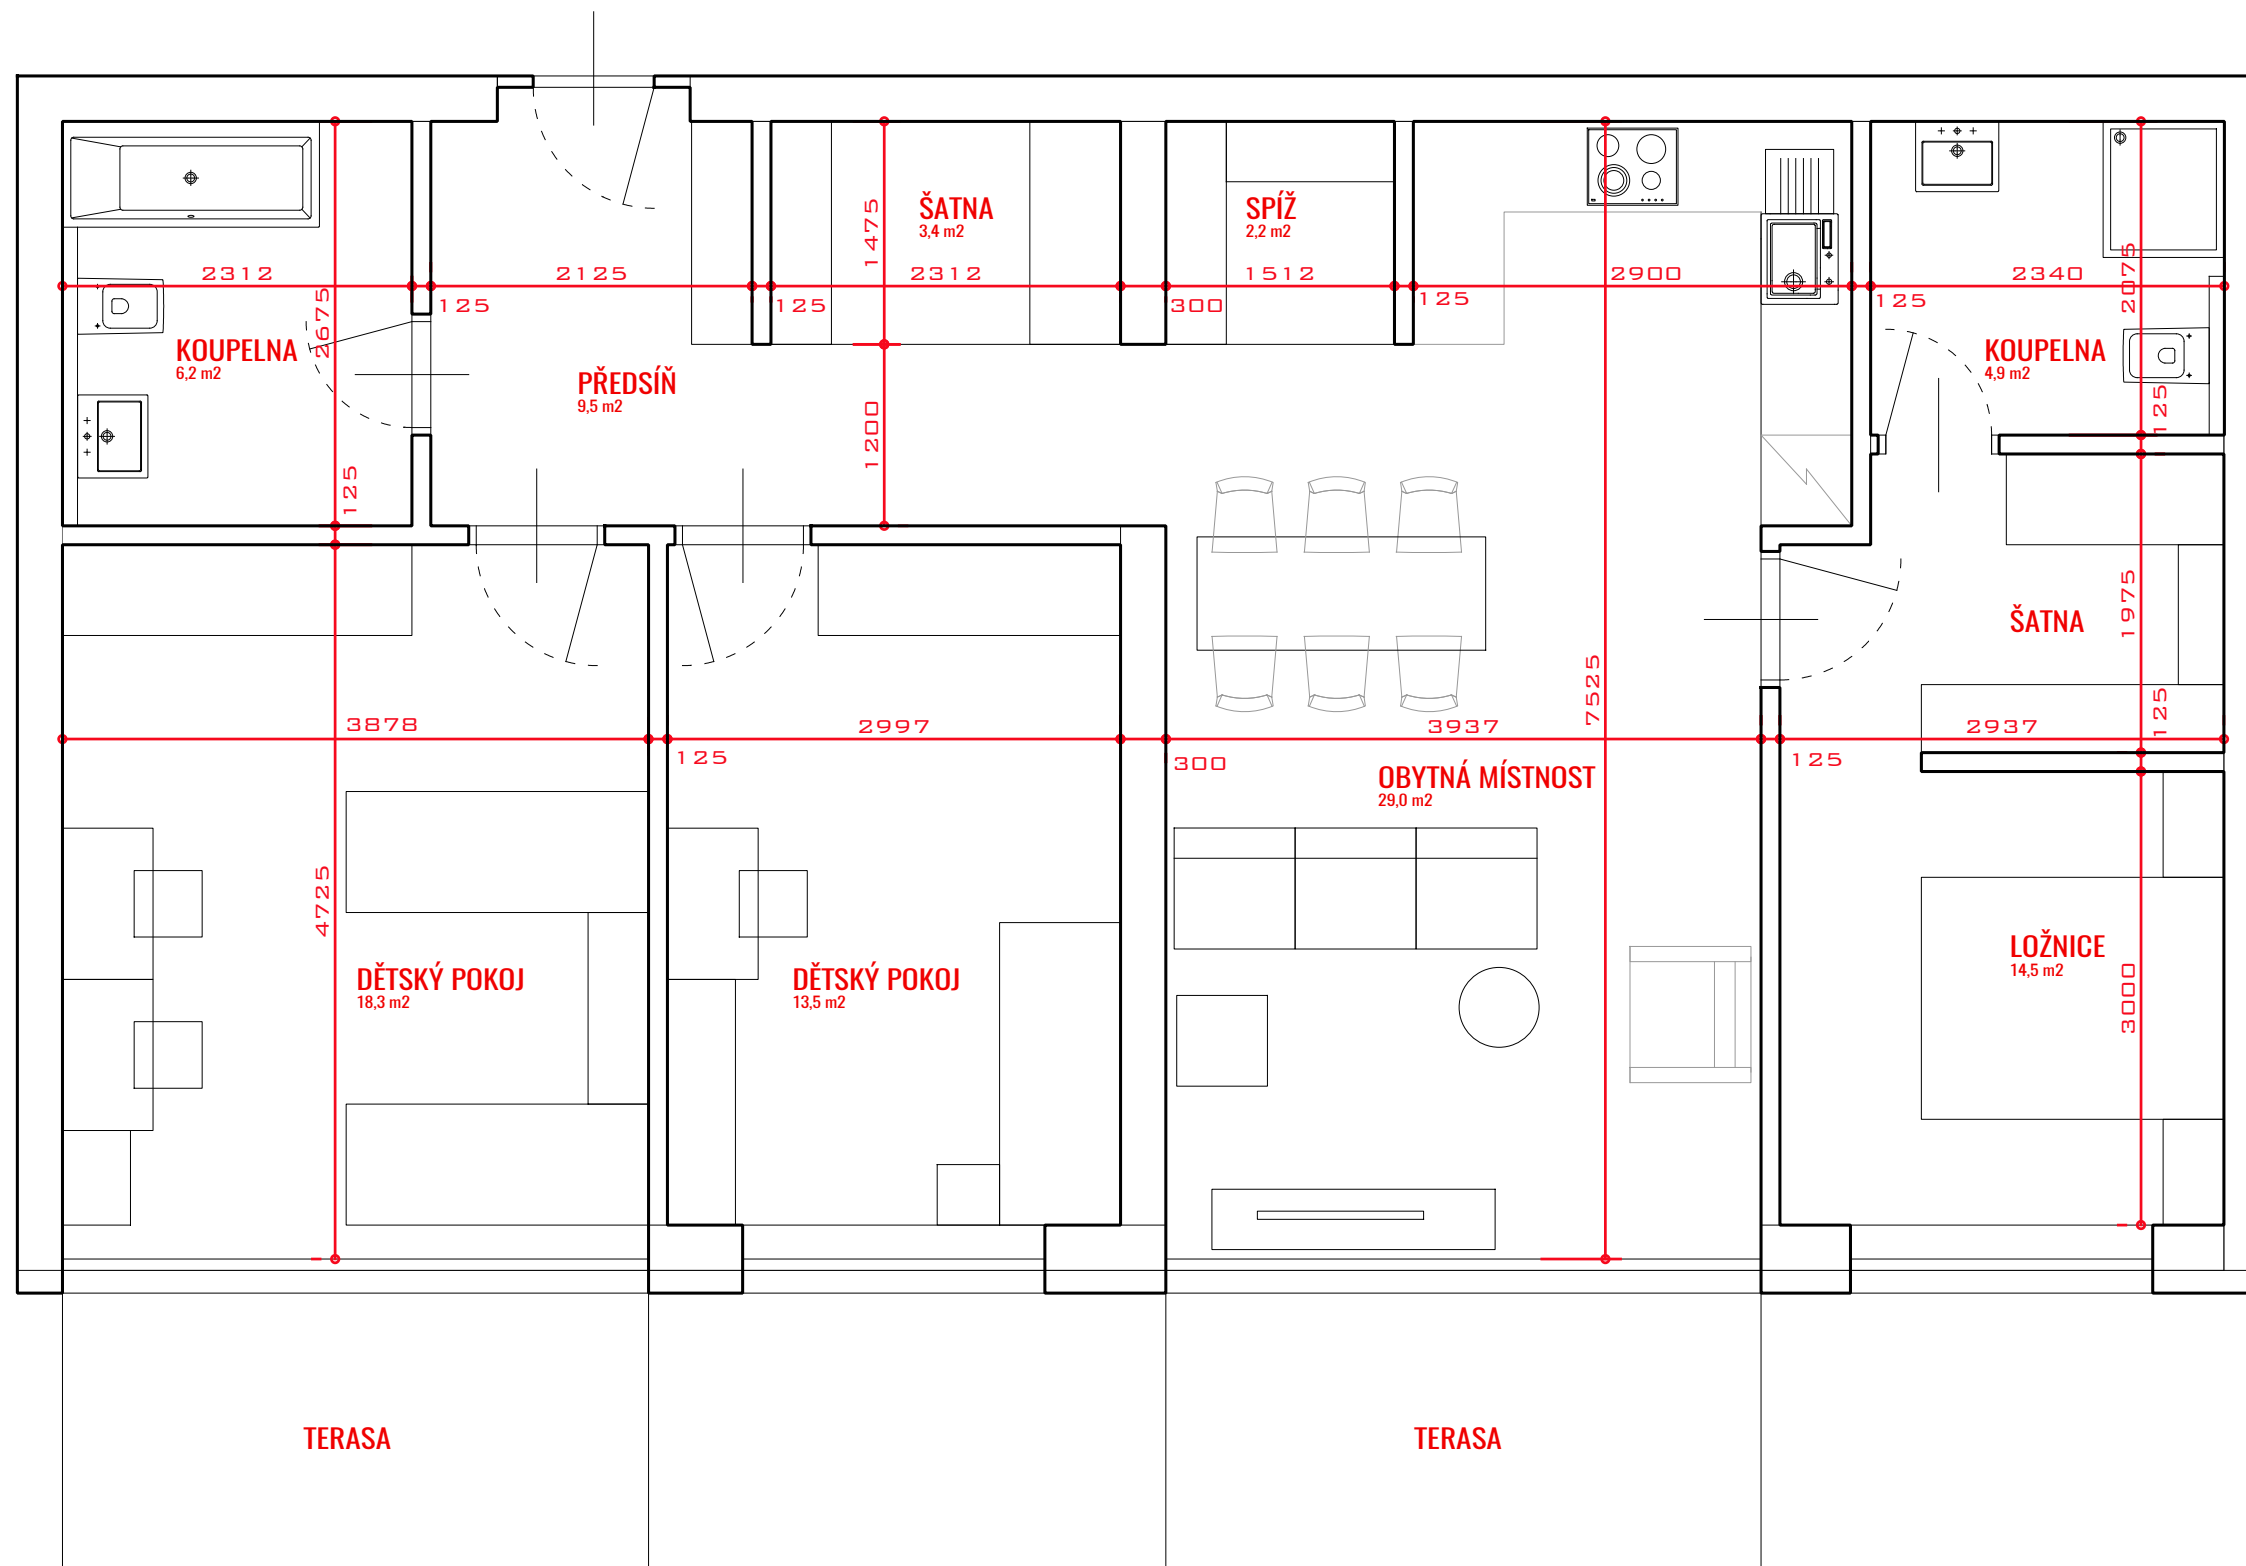 ŠATNA
3,4 m2
SPÍŽ
2,2 m2
1475
2312
2125
2312
1512
2900
2340
2075
125
125
300
125
125
2675
KOUPELNA
6,2 m2
PŘEDSÍŇ
9,5 m2
KOUPELNA
4,9 m2
1200
125
125
1975
ŠATNA
7525
3878
2997
3937
2937
125
125
300
125
OBYTNÁ MÍSTNOST
29,0 m2
4725
DĚTSKÝ POKOJ
18,3 m2
DĚTSKÝ POKOJ
13,5 m2
LOŽNICE
14,5 m2
3000
TERASA
TERASA